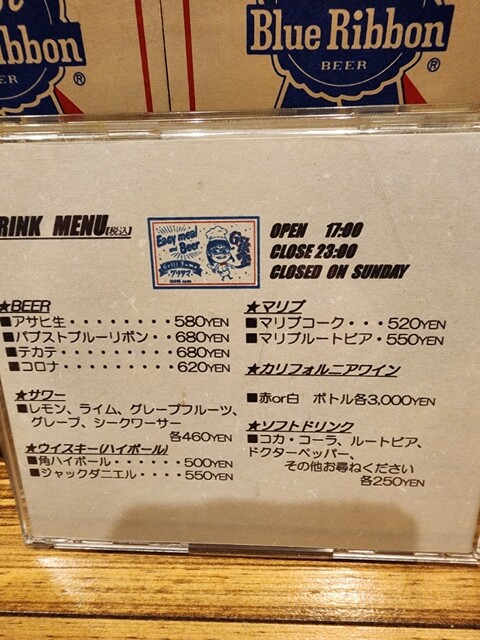 Ribbon
BEER
®
Blue Ribbon
BEER
®
RINK MENU[税込]
Easy meal
and Beer
Grill Tama
グリタマ
OPEN 17:00
CLOSE 23:00
CLOSED ON SUNDAY
★BEER
■アサヒ生・・・・・・・・・580YEN
■パブストブルーリボン・・680YEN
■テカテ・・・・・・・・・・680YEN
■コロナ・・・・・・・・・・620YEN
★サワー
■レモン、ライム、グレープフルーツ、
グレープ、シークワーサー
各460YEN
★ウイスキー(ハイボール)
■角ハイボール・・・・・・500YEN
■ジャックダニエル・・・・550YEN
★マリブ
■マリブコーク・・・520YEN
■マリブルートビア・550YEN
★カリフォルニアワイン
■赤or白 ボトル各3,000YEN
★ソフトドリンク
■コカ・コーラ、ルートビア、
ドクターペッパー、
その他お尋ねください
各250YEN